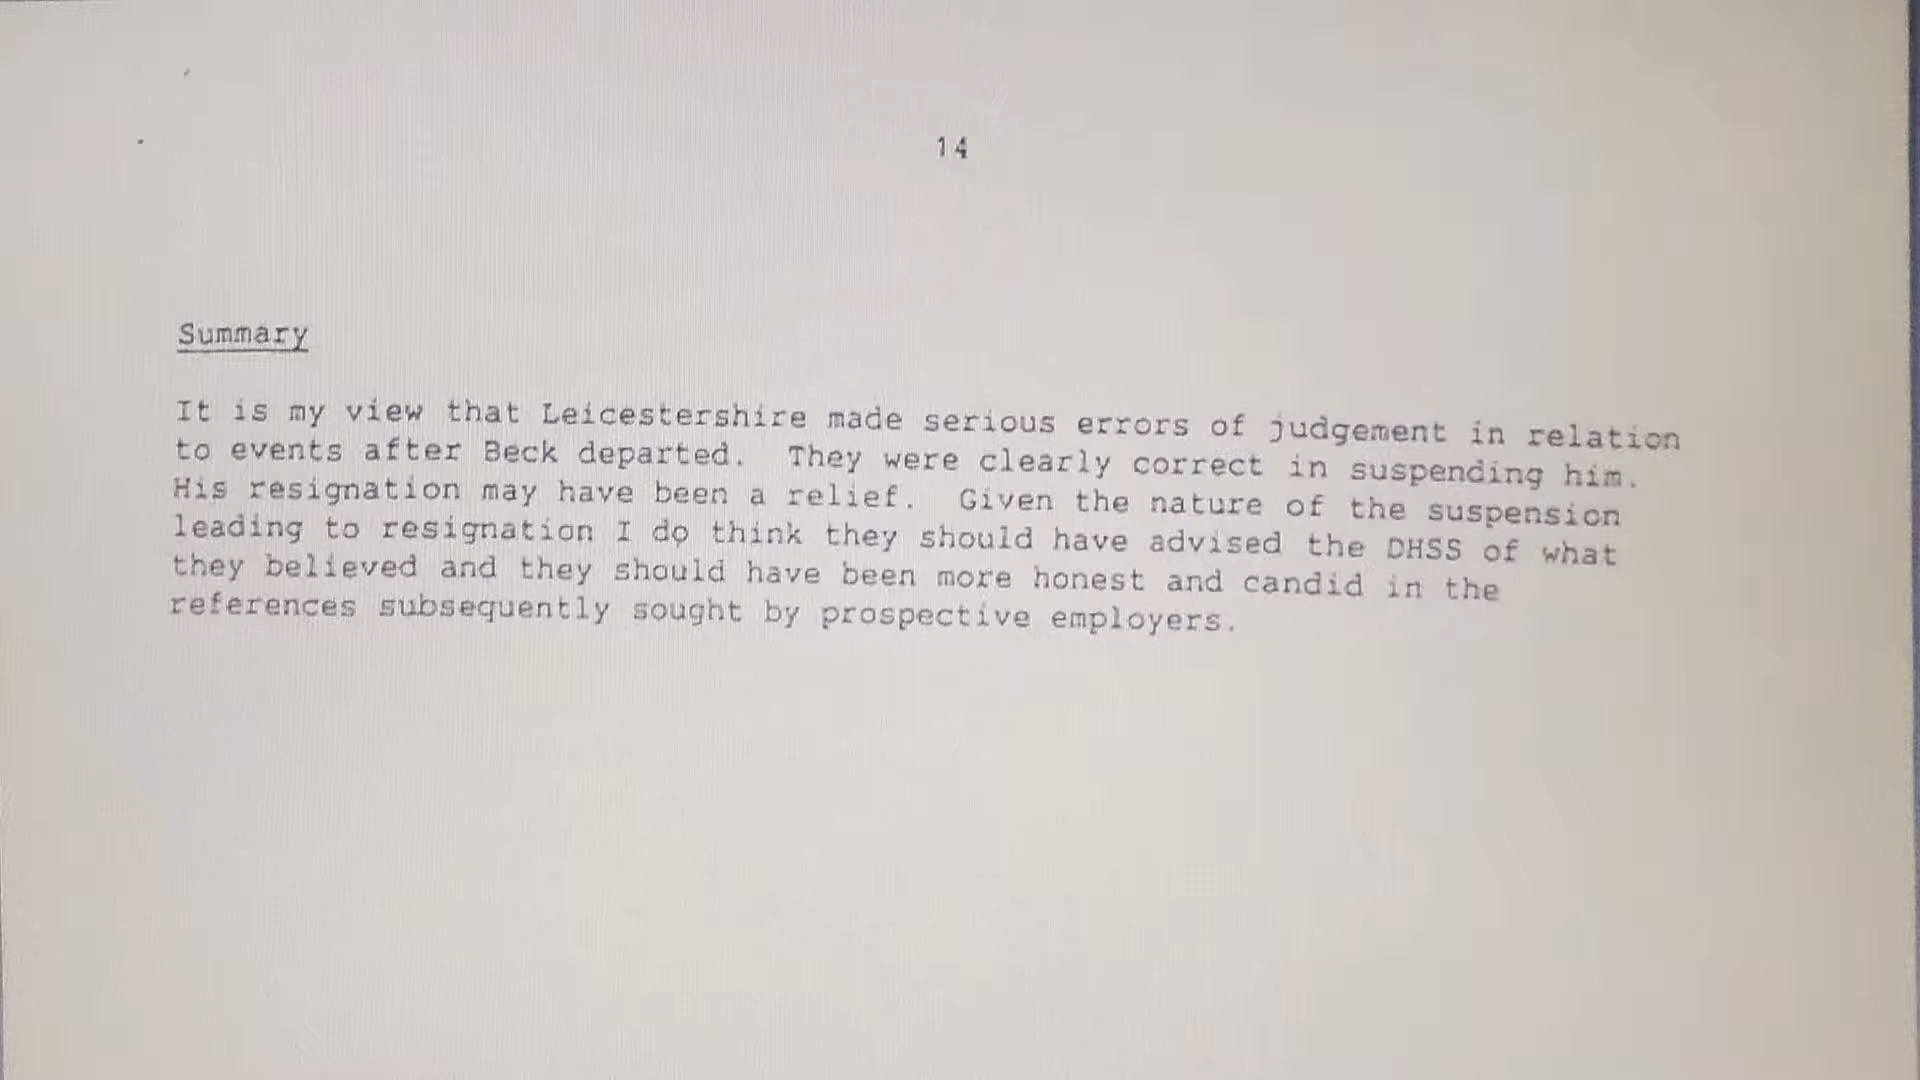 14
Summary
It is my view that Leicestershire made serious errors of judgement in relation
to events after Beck departed. They were clearly correct in suspending him.
His resignation may have been a relief. Given the nature of the suspension
leading to resignation I do think they should have advised the DHSS of what
they believed and they should have been more honest and candid in the
references subsequently sought by prospective employers.